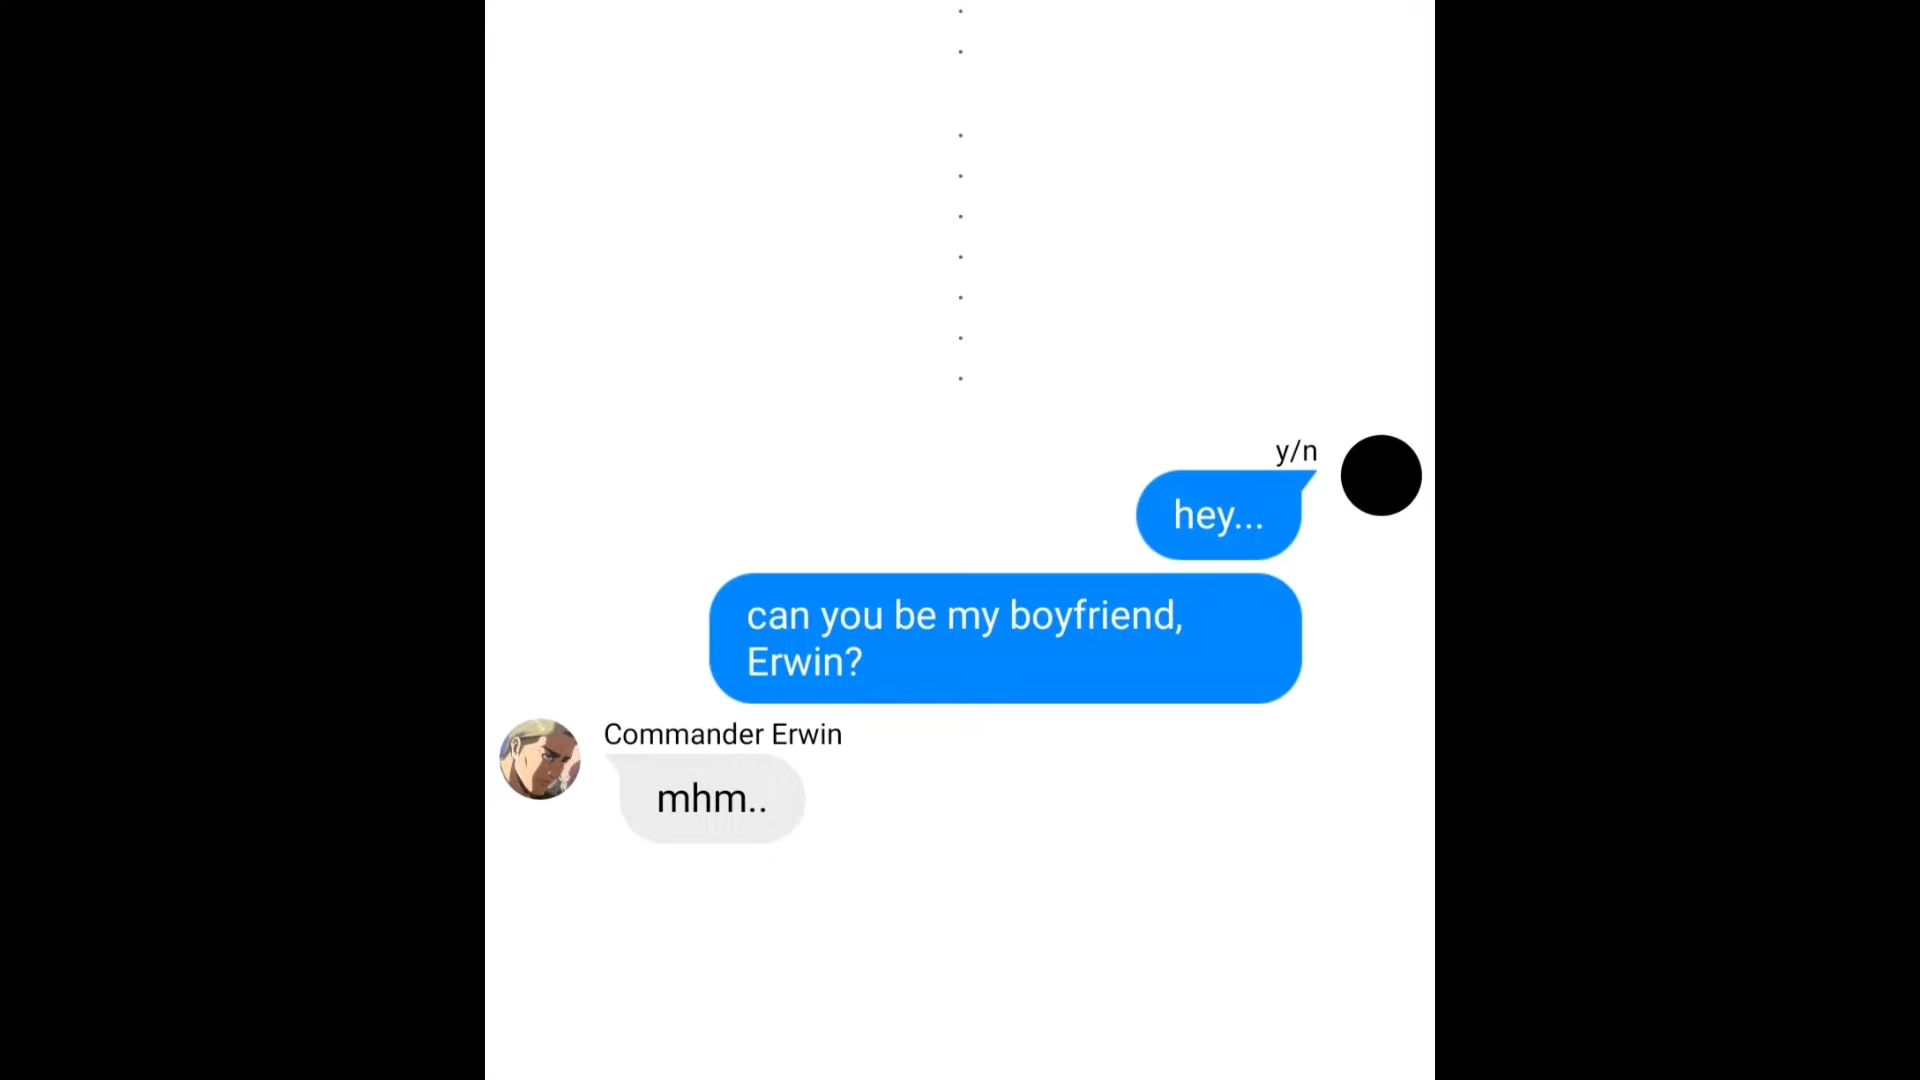 .
.
.
.
.
.
.
.
.
y/n
hey...
can you be my boyfriend,
Erwin?
Commander Erwin
mhm..